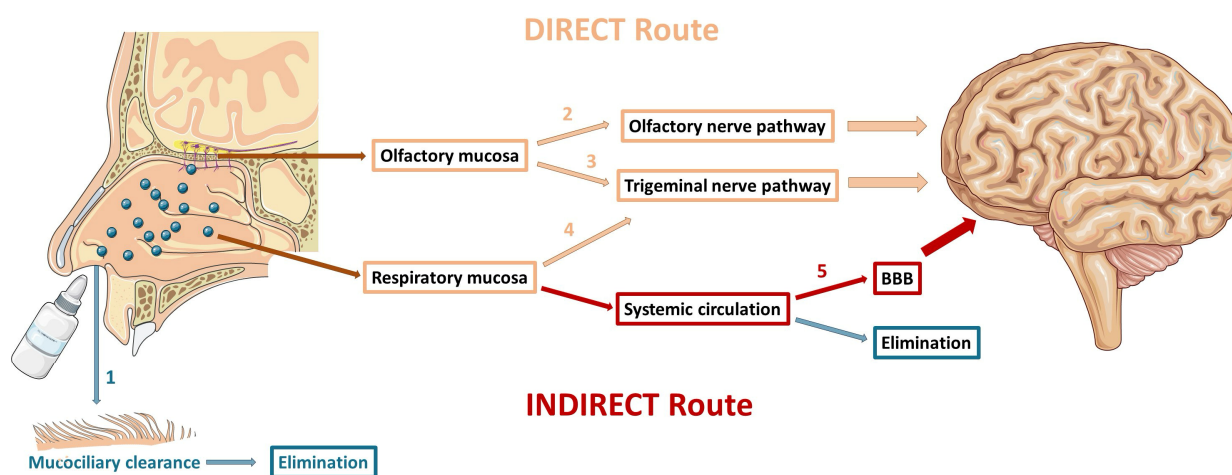 DIRECT Route
2
Olfactory nerve pathway
Olfactory mucosa
3
Trigeminal nerve pathway
4
Respiratory mucosa
5
BBB
Systemic circulation
Elimination
1
INDIRECT Route
Mucociliary clearance
Elimination